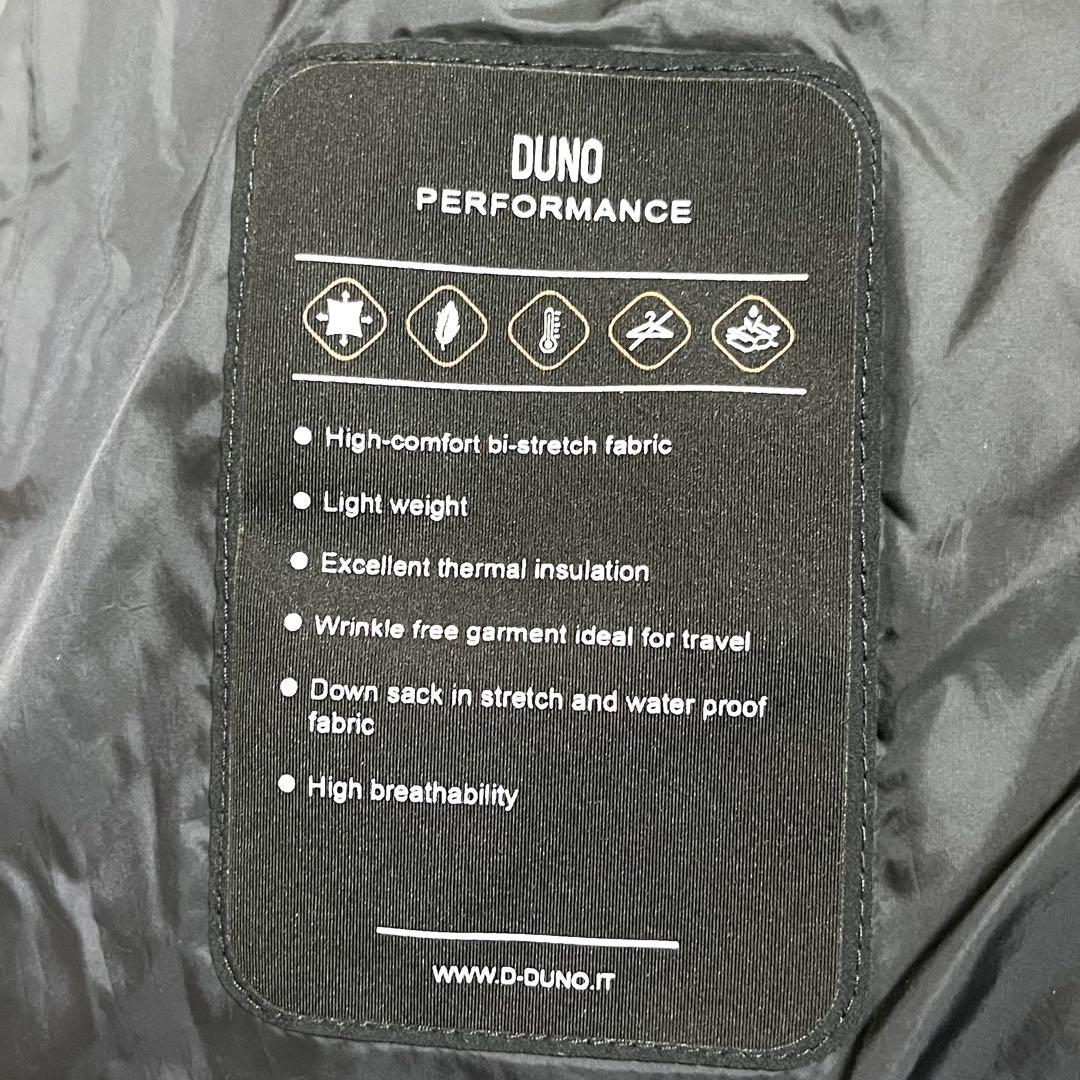 DUNO
PERFORMANCE
● High-comfort bi-stretch fabric
● Light weight
● Excellent thermal insulation
● Wrinkle free garment ideal for travel
● Down sack in stretch and water proof
fabric
● High breathability
WWW.D-DUNO.IT